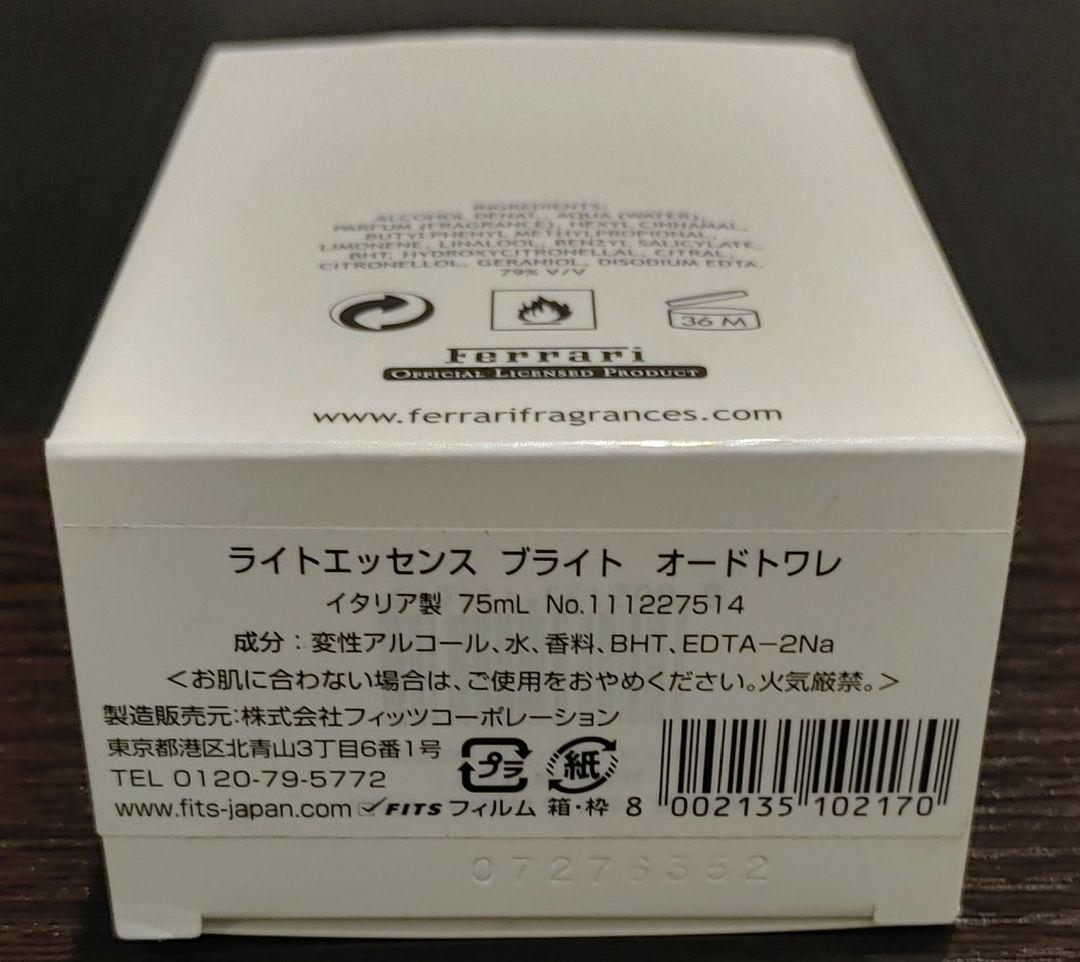 INGREDIENTS:
ALCOHOL DENAT., AQUA (WATER),
PARFUM (FRAGRANCE), HEXYL CINNAMAL,
BUTYLPHENYL METHYLPROPIONAL,
LIMONENE, LINALOOL, BENZYL SALICYLATE,
BHT, HYDROXYCITRONELLAL, CITRAL,
CITRONELLOL, GERANIOL, DISODIUM EDTA.
79% V/V
36 M
Ferrari
OFFICIAL LICENSED PRODUCT
www.ferrarifragrances.com
ライトエッセンス ブライト オードトワレ
イタリア製 75mL No.111227514
成分：変性アルコール、水、香料、BHT、EDTA−2Na
＜お肌に合わない場合は、ご使用をおやめください。火気厳禁。＞
製造販売元:株式会社フィッツコーポレーション
東京都港区北青山3丁目6番1号
TEL 0120-79-5772
www.fits-japan.com FITS
プラ フィルム
紙 箱・枠
8 002135 102170